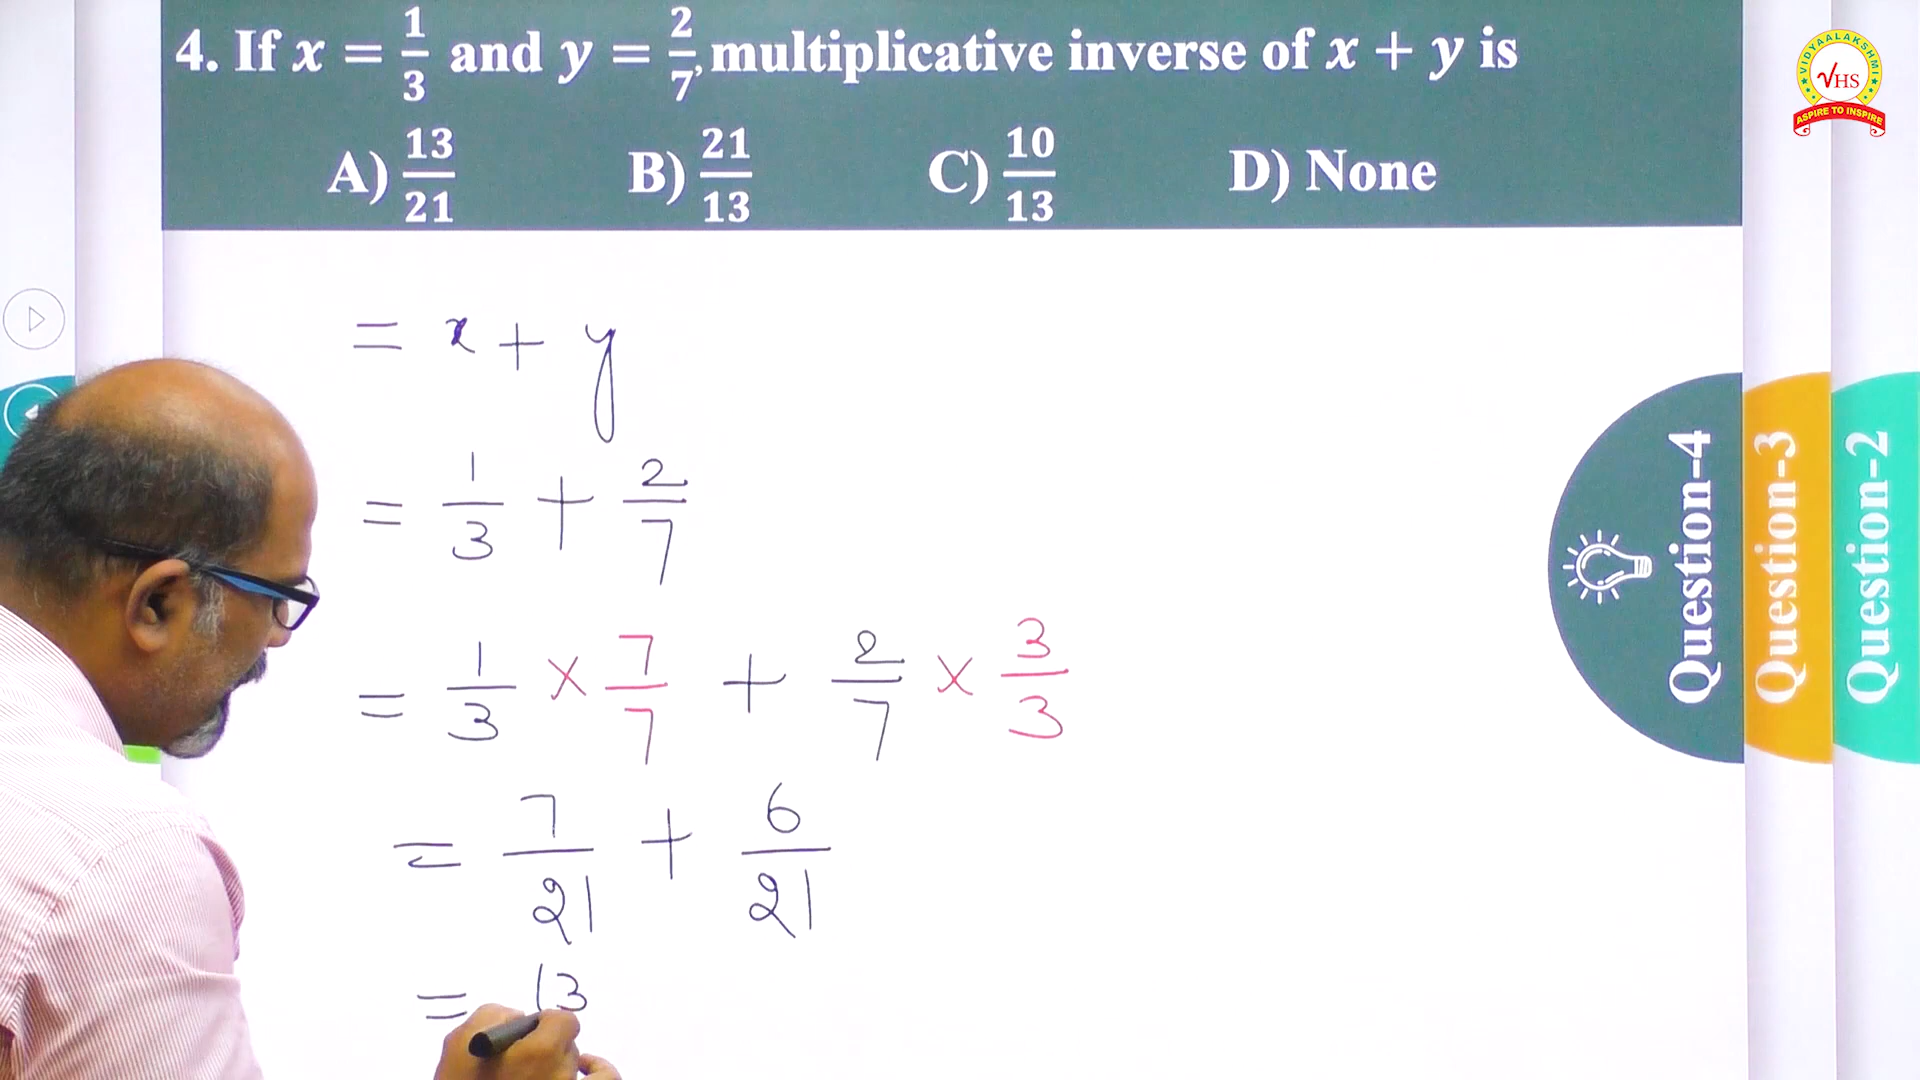 4. If x = 1/3 and y = 2/7, multiplicative inverse of x + y is
A) 13/21 B) 21/13 C) 10/13 D) None
VIDYAALAKSHMI
VHS
ASPIRE TO INSPIRE
= x + y
= 1/3 + 2/7
= 1/3 × 7/7 + 2/7 × 3/3
= 7/21 + 6/21
= 13
Question-4
Question-3
Question-2